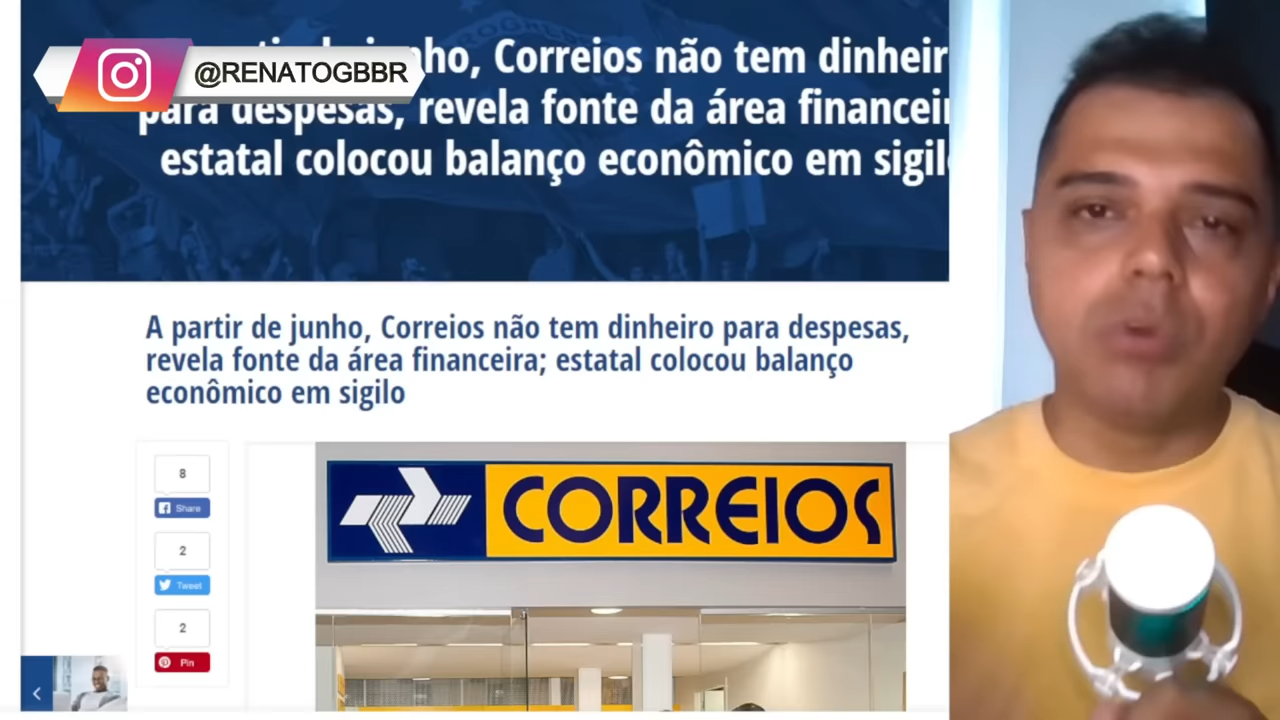 @RENATOGBBR
nho, Correios não tem dinheir
para despesas, revela fonte da área financei
estatal colocou balanço econômico em sigil
A partir de junho, Correios não tem dinheiro para despesas,
revela fonte da área financeira; estatal colocou balanço
econômico em sigilo
8
Share
2
Tweet
2
Pin
CORREIOS